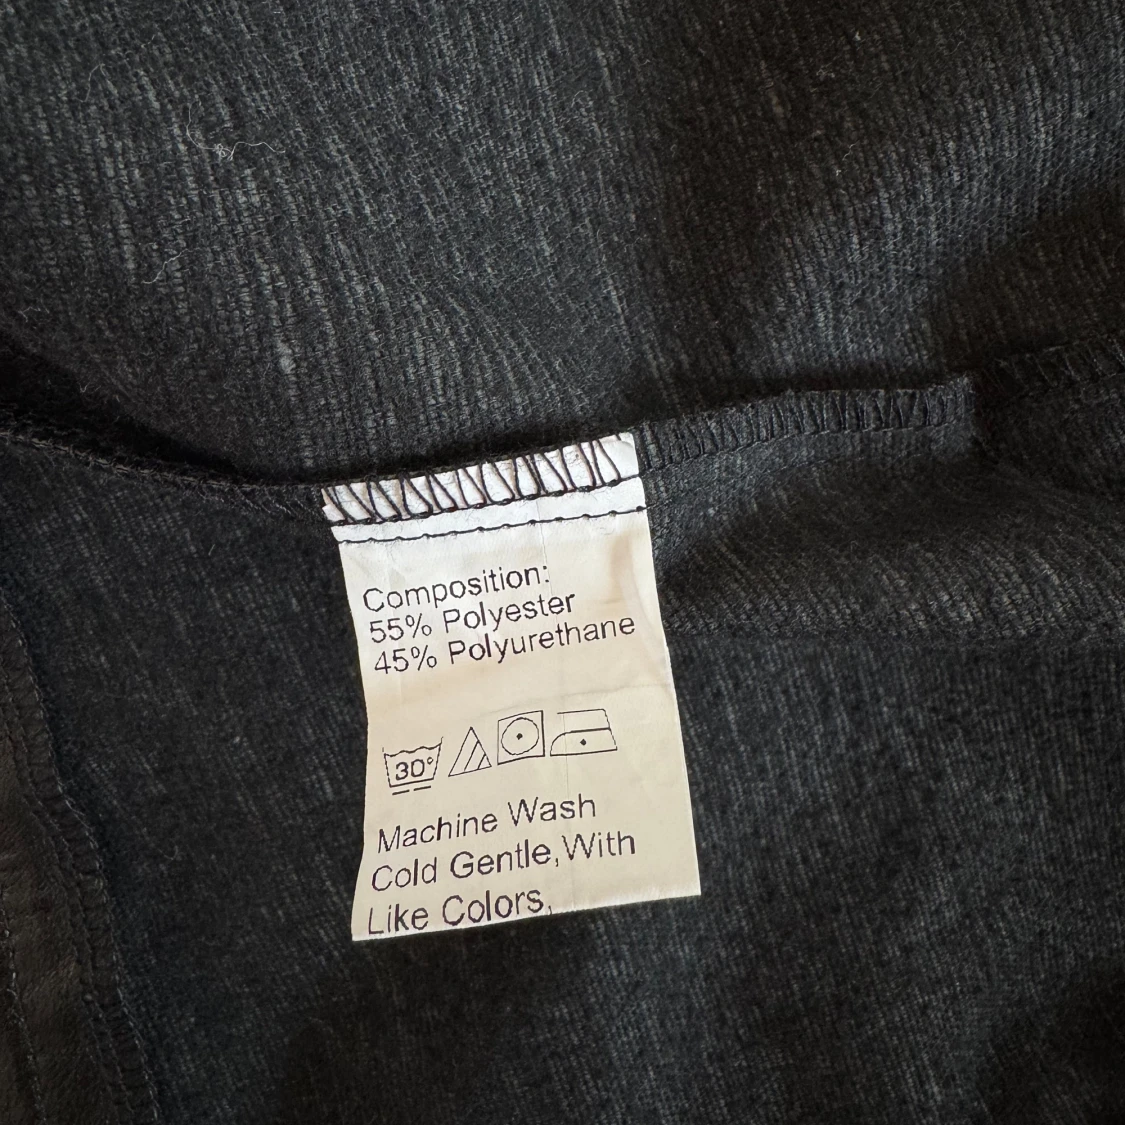 Composition:
55% Polyester
45% Polyurethane
30°
Machine Wash
Cold Gentle,With
Like Colors,